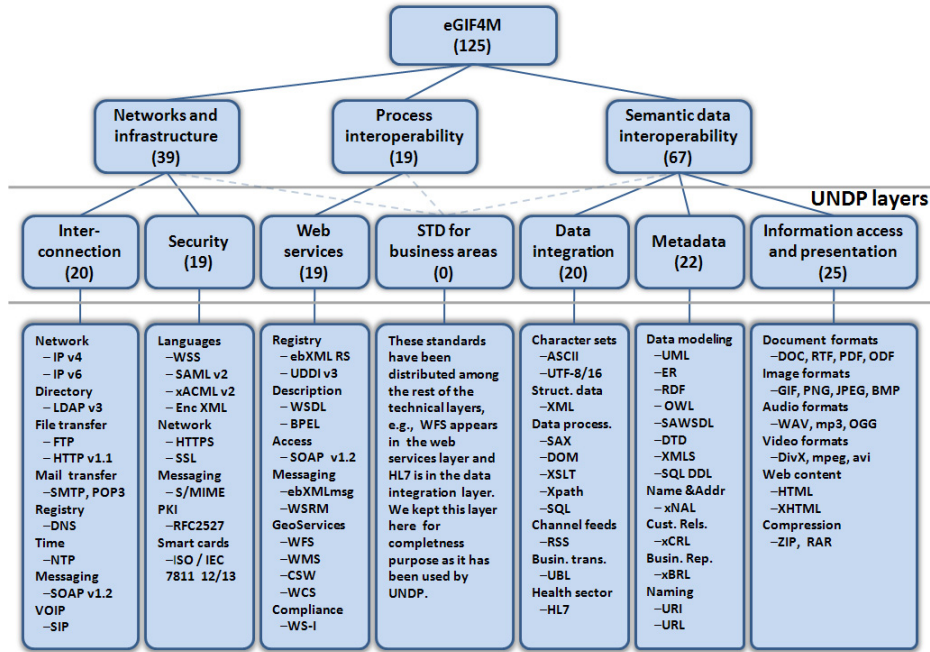 eGIF4M
(125)
Networks and
infrastructure
(39)
Process
interoperability
(19)
Semantic data
interoperability
(67)
UNDP layers
Inter-
connection
(20)
Security
(19)
Web
services
(19)
STD for
business areas
(0)
Data
integration
(20)
Metadata
(22)
Information access
and presentation
(25)
Network
–IP v4
–IP v6
Directory
–LDAP v3
File transfer
–FTP
–HTTP v1.1
Mail transfer
–SMTP, POP3
Registry
–DNS
Time
–NTP
Messaging
–SOAP v1.2
VOIP
–SIP
Languages
–WSS
–SAML v2
–xACML v2
–Enc XML
Network
–HTTPS
–SSL
Messaging
–S/MIME
PKI
–RFC2527
Smart cards
–ISO / IEC
7811 12/13
Registry
–ebXML RS
–UDDI v3
Description
–WSDL
–BPEL
Access
–SOAP v1.2
Messaging
–ebXMLmsg
–WSRM
GeoServices
–WFS
–WMS
–CSW
–WCS
Compliance
–WS-I
These standards
have been
distributed among
the rest of the
technical layers,
e.g., WFS appears
in the web
services layer and
HL7 is in the data
integration layer.
We kept this layer
here for
completness
purpose as it has
been used by
UNDP.
Character sets
–ASCII
–UTF-8/16
Struct. data
–XML
Data process.
–SAX
–DOM
–XSLT
–Xpath
–SQL
Channel feeds
–RSS
Busin. trans.
–UBL
Health sector
–HL7
Data modeling
–UML
–ER
–RDF
–OWL
–SAWSDL
–DTD
–XMLS
–SQL DDL
Name &Addr
–xNAL
Cust. Rels.
–xCRL
Busin. Rep.
–xBRL
Naming
–URI
–URL
Document formats
–DOC, RTF, PDF, ODF
Image formats
–GIF, PNG, JPEG, BMP
Audio formats
–WAV, mp3, OGG
Video formats
–DivX, mpeg, avi
Web content
–HTML
–XHTML
Compression
–ZIP, RAR